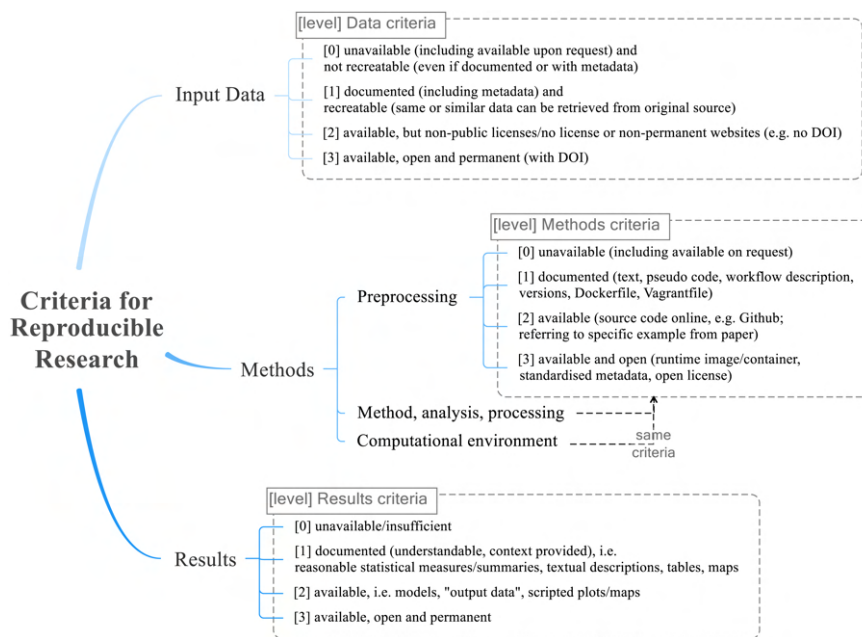 [level] Data criteria
[0] unavailable (including available upon request) and
not recreatable (even if documented or with metadata)
Input Data
[1] documented (including metadata) and
recreatable (same or similar data can be retrieved from original source)
[2] available, but non-public licenses/no license or non-permanent websites (e.g. no DOI)
[3] available, open and permanent (with DOI)
[level] Methods criteria
[0] unavailable (including available on request)
Criteria for
Reproducible
Research
Preprocessing
[1] documented (text, pseudo code, workflow description,
versions, Dockerfile, Vagrantfile)
[2] available (source code online, e.g. Github;
referring to specific example from paper)
Methods
[3] available and open (runtime image/container,
standardised metadata, open license)
Method, analysis, processing
Computational environment
same
criteria
[level] Results criteria
[0] unavailable/insufficient
Results
[1] documented (understandable, context provided), i.e.
reasonable statistical measures/summaries, textual descriptions, tables, maps
[2] available, i.e. models, "output data", scripted plots/maps
[3] available, open and permanent